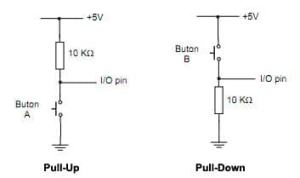 +5V
10 KΩ
I/O pin
Buton
A
Pull-Up
+5V
Buton
B
I/O pin
10 KΩ
Pull-Down